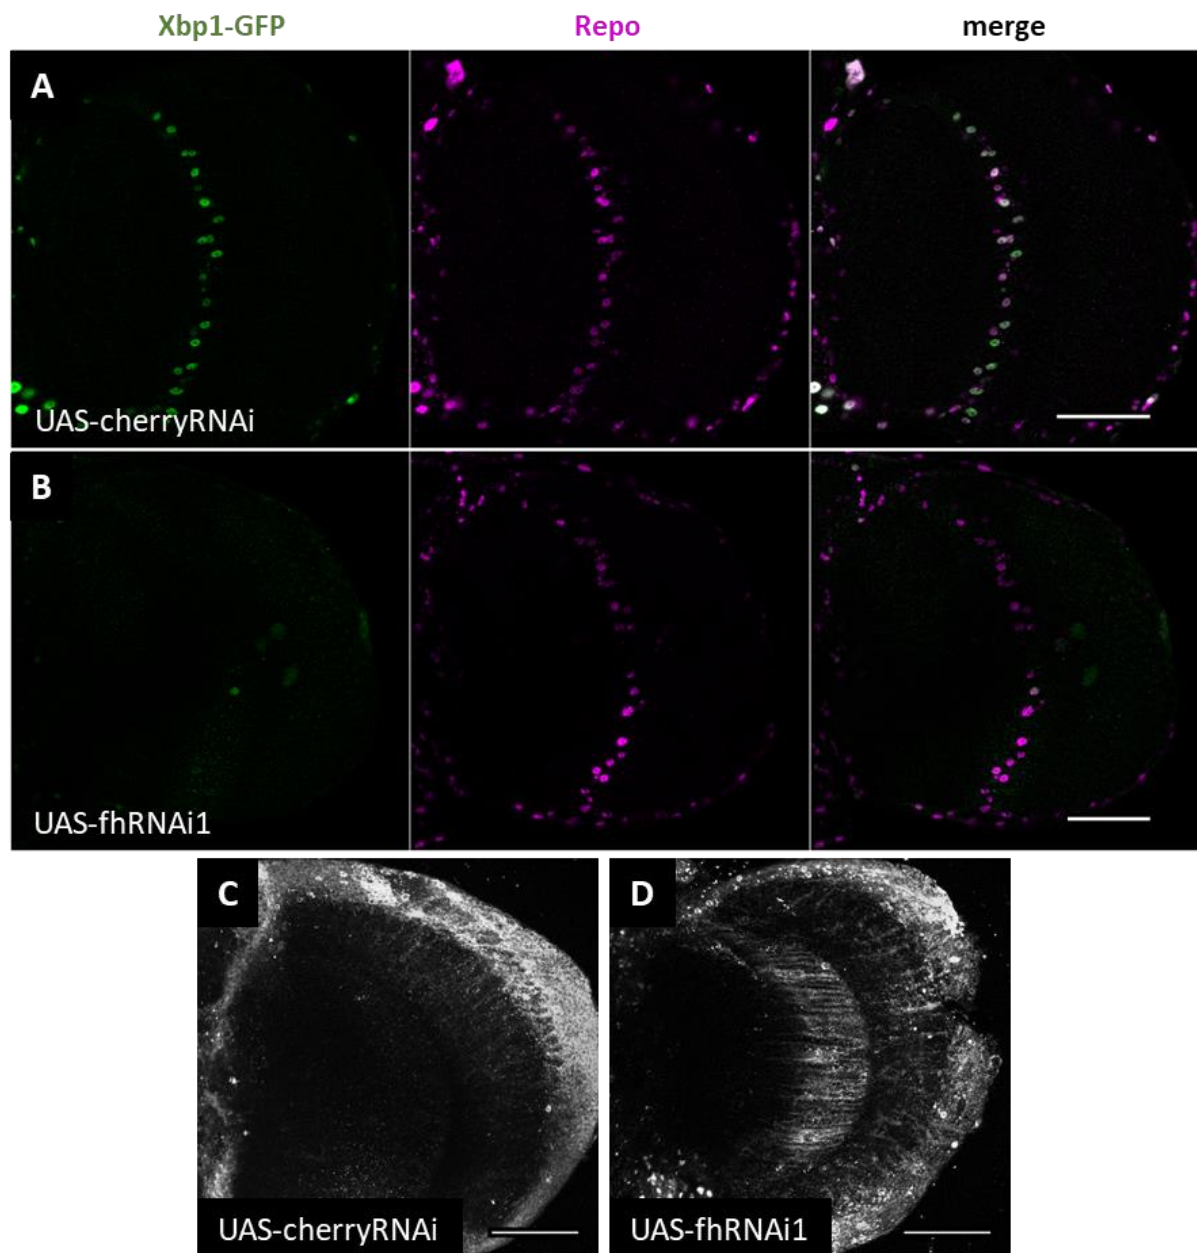 Xbp1-GFP Repo merge
A
UAS-cherryRNAi
B
UAS-fhRNAi1
C D
UAS-cherryRNAi UAS-fhRNAi1